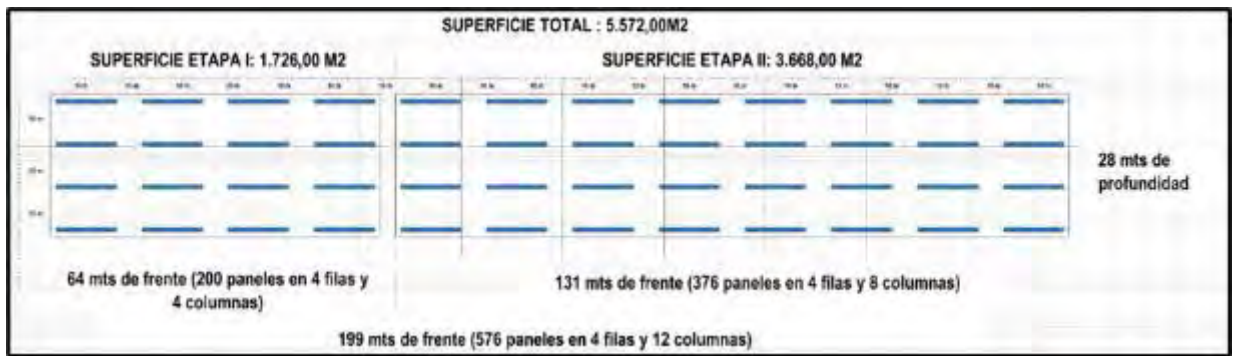 SUPERFICIE TOTAL : 5.572,00M2
SUPERFICIE ETAPA I: 1.726,00 M2
SUPERFICIE ETAPA II: 3.668,00 M2
28 mts de
profundidad
64 mts de frente (200 paneles en 4 filas y
4 columnas)
131 mts de frente (376 paneles en 4 filas y 8 columnas)
199 mts de frente (576 paneles en 4 filas y 12 columnas)